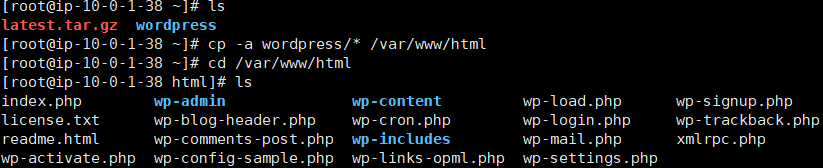 [root@ip-10-0-1-38 ~]# ls
latest.tar.gz  wordpress
[root@ip-10-0-1-38 ~]# cp -a wordpress/* /var/www/html
[root@ip-10-0-1-38 ~]# cd /var/www/html
[root@ip-10-0-1-38 html]# ls
index.php        wp-admin              wp-content         wp-load.php      wp-signup.php
license.txt      wp-blog-header.php    wp-cron.php        wp-login.php     wp-trackback.php
readme.html      wp-comments-post.php  wp-includes        wp-mail.php      xmlrpc.php
wp-activate.php  wp-config-sample.php  wp-links-opml.php  wp-settings.php